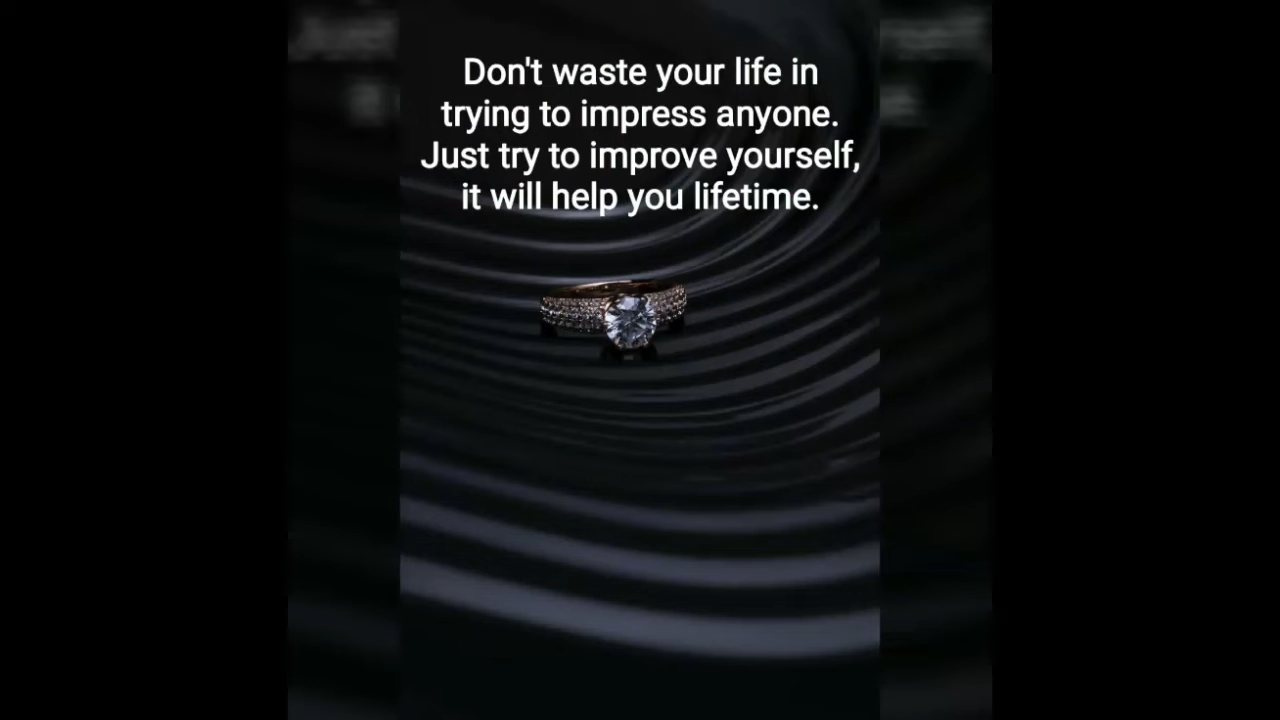 Don't waste your life in
trying to impress anyone.
Just try to improve yourself,
it will help you lifetime.